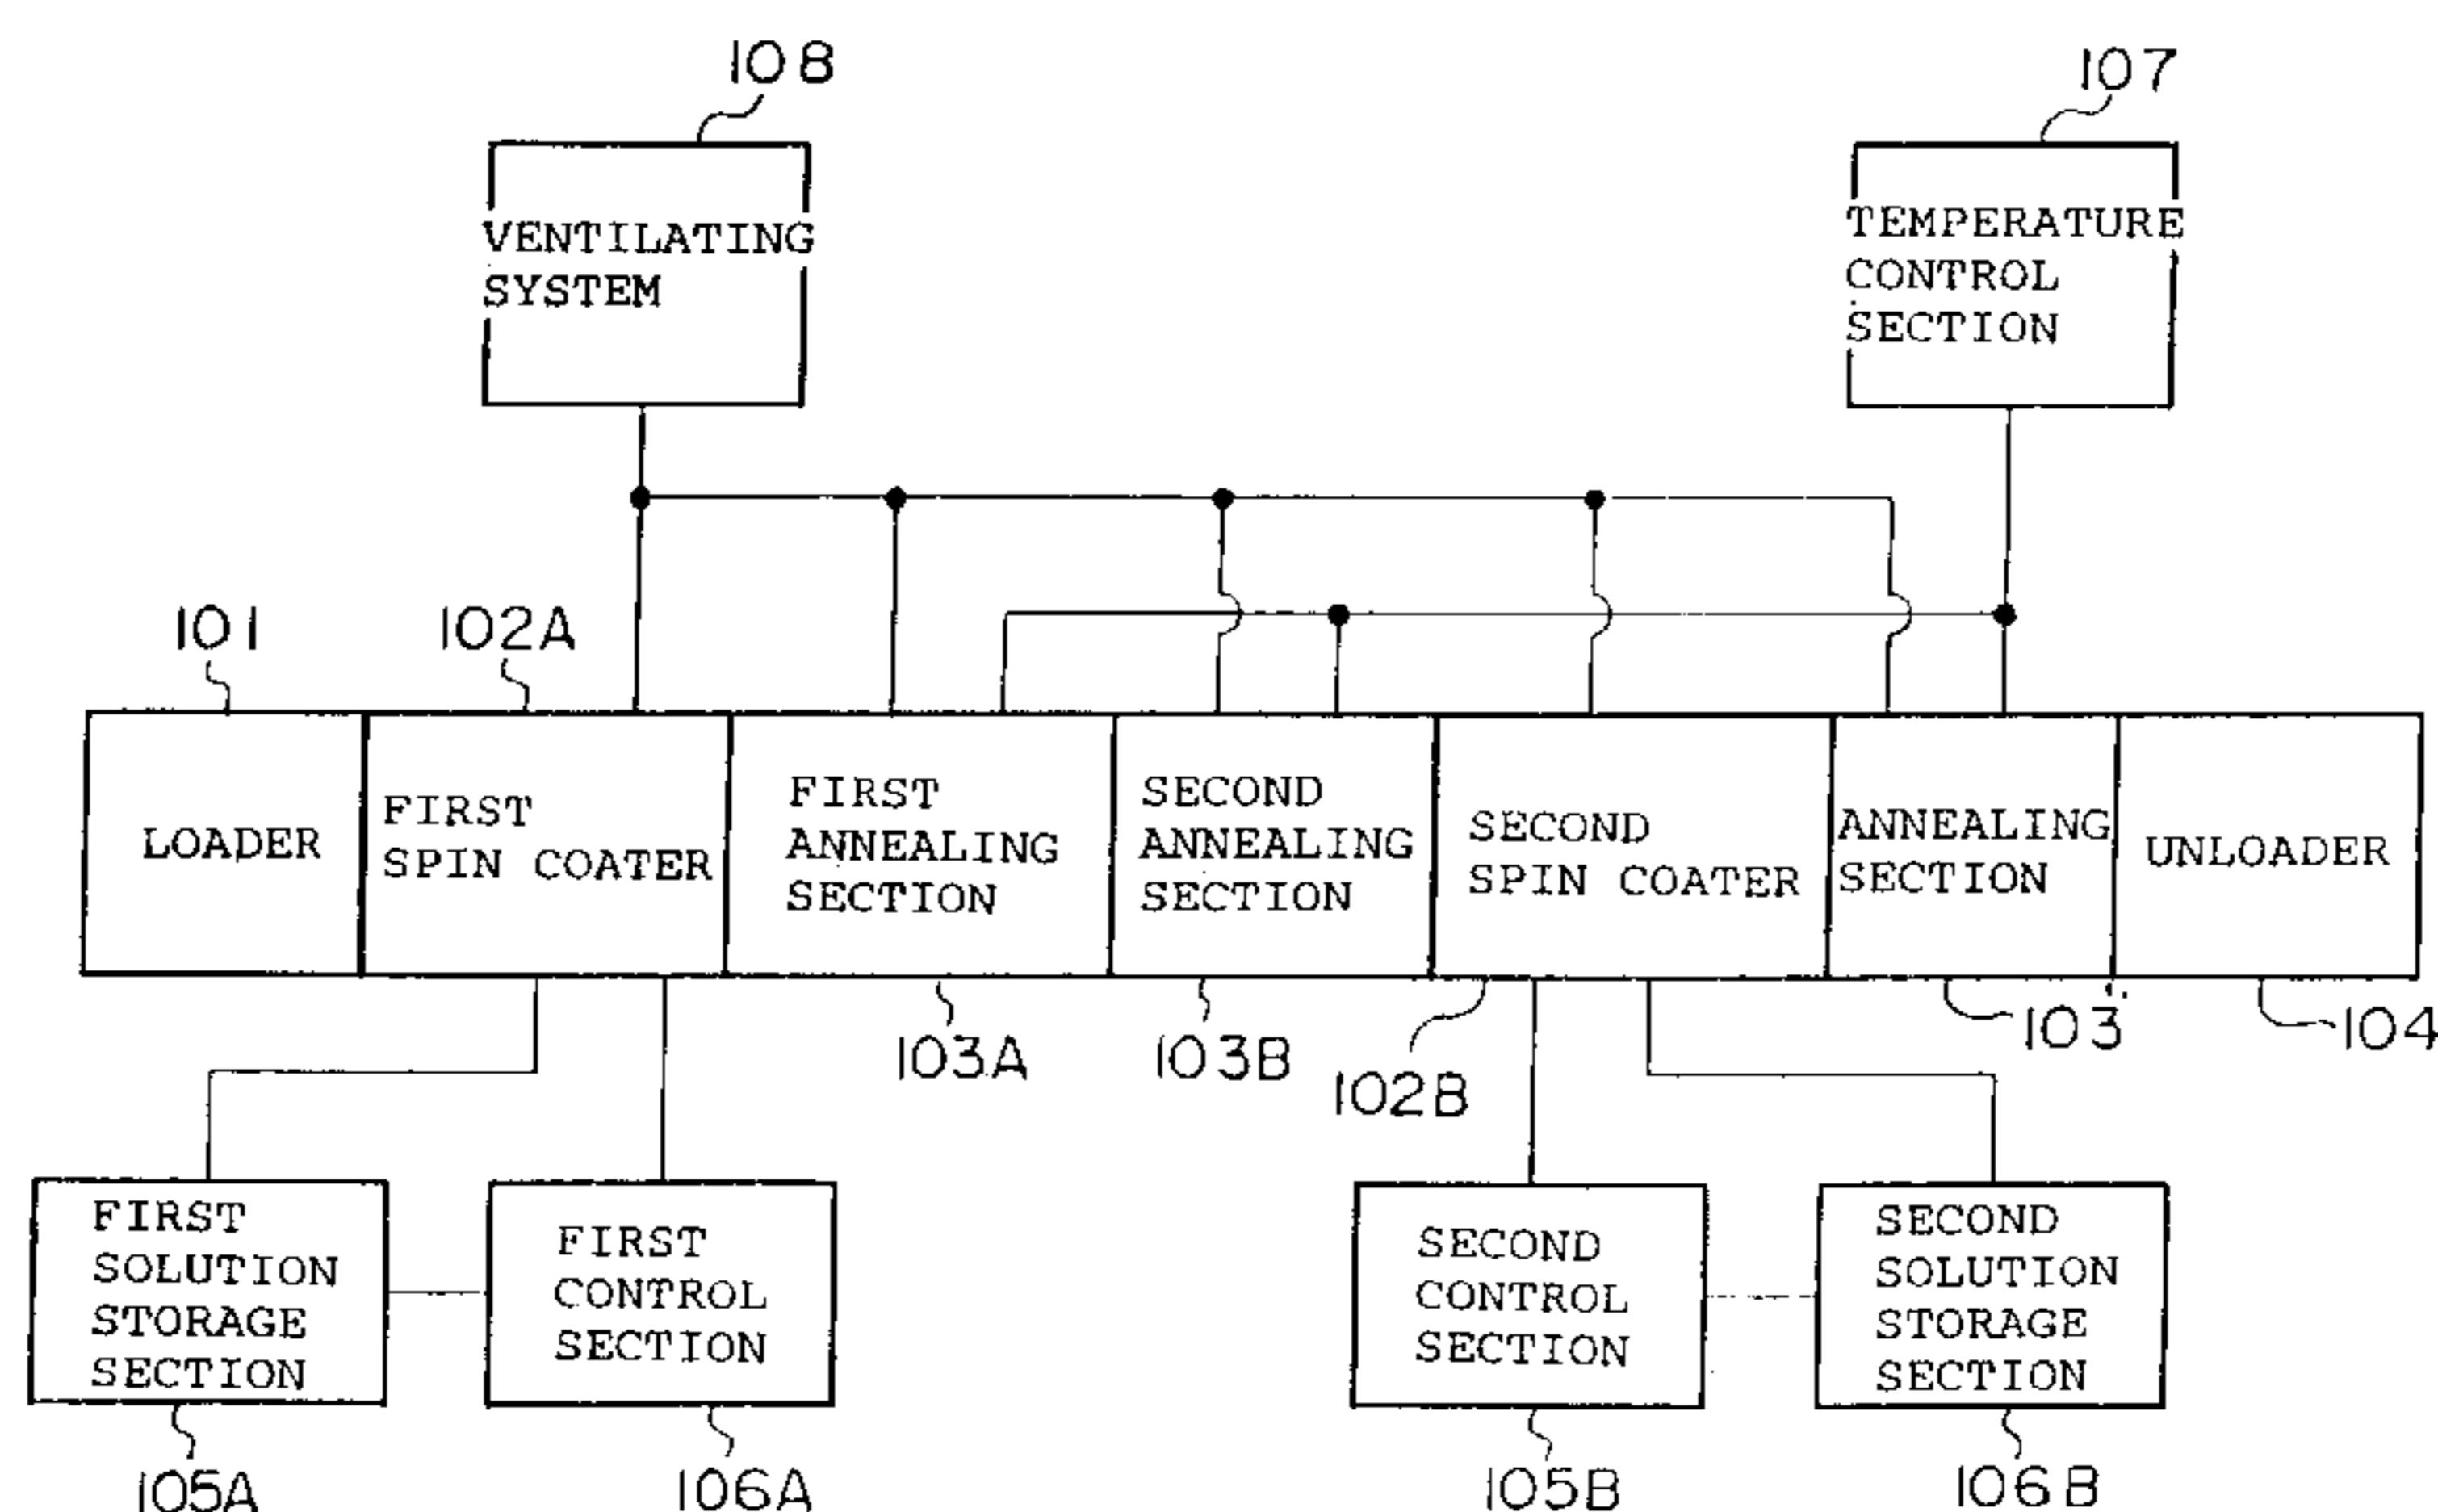 108
107
VENTILATING
SYSTEM
TEMPERATURE
CONTROL
SECTION
101
102A
LOADER
FIRST
SPIN COATER
FIRST
ANNEALING
SECTION
SECOND
ANNEALING
SECTION
SECOND
SPIN COATER
ANNEALING
SECTION
UNLOADER
103A
103B
102B
103
104
FIRST
SOLUTION
STORAGE
SECTION
FIRST
CONTROL
SECTION
SECOND
CONTROL
SECTION
SECOND
SOLUTION
STORAGE
SECTION
105A
106A
105B
106B